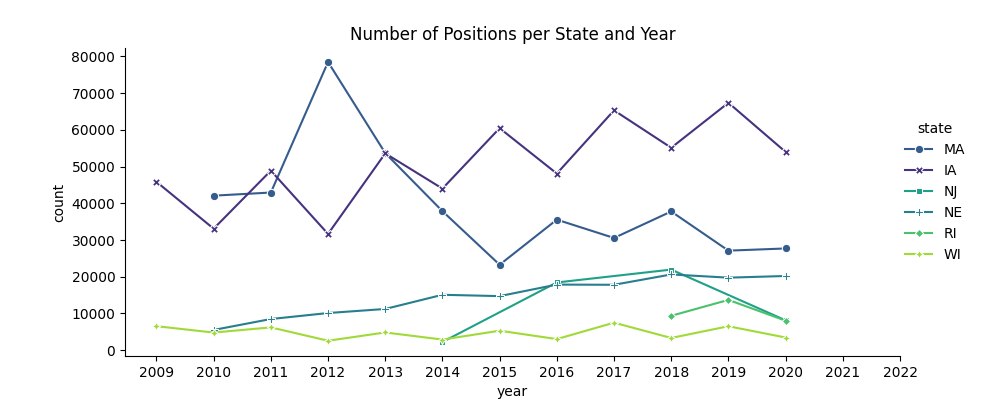 Number of Positions per State and Year
80000
70000
60000
50000
40000
30000
20000
10000
0
count
2009 2010 2011 2012 2013 2014 2015 2016 2017 2018 2019 2020 2021 2022
year
state
MA
IA
NJ
NE
RI
WI